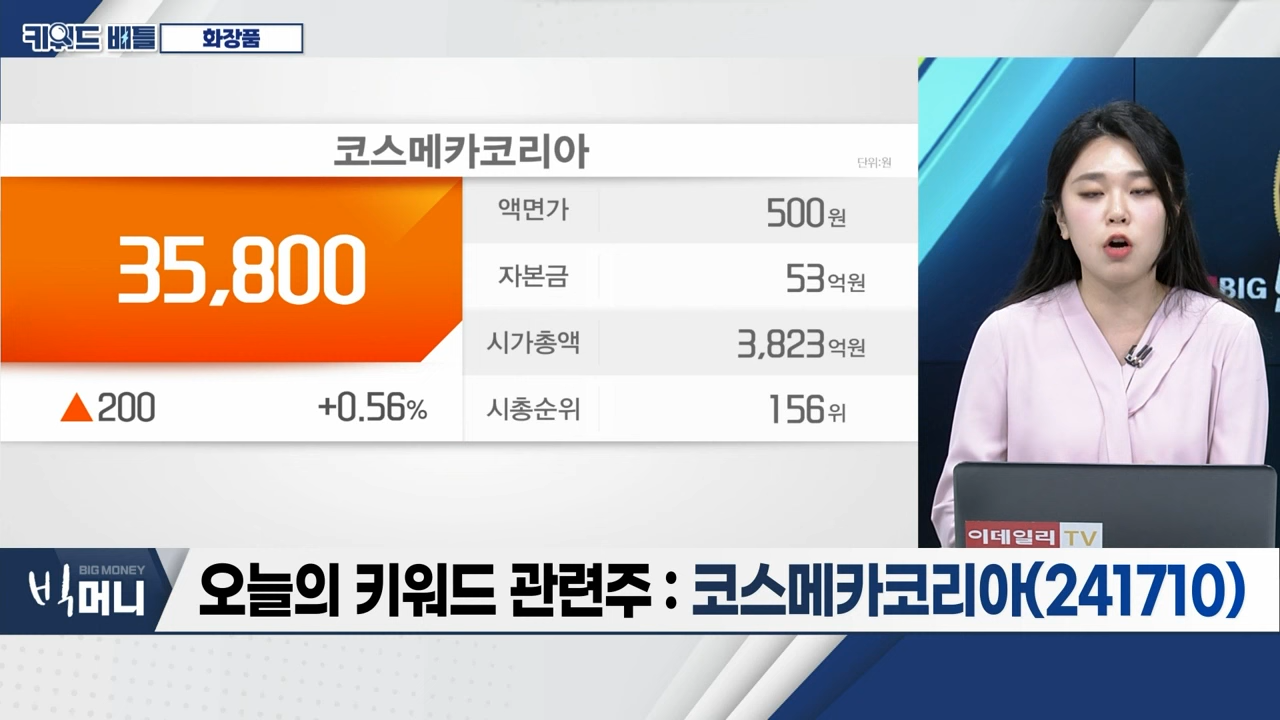 키워드 배틀 화장품
코스메카코리아
단위:원
35,800
▲200 +0.56%
액면가 500원
자본금 53억원
시가총액 3,823억원
시총순위 156위
BIG
이데일리 TV
BIG MONEY
빅머니
오늘의 키워드 관련주 : 코스메카코리아(241710)